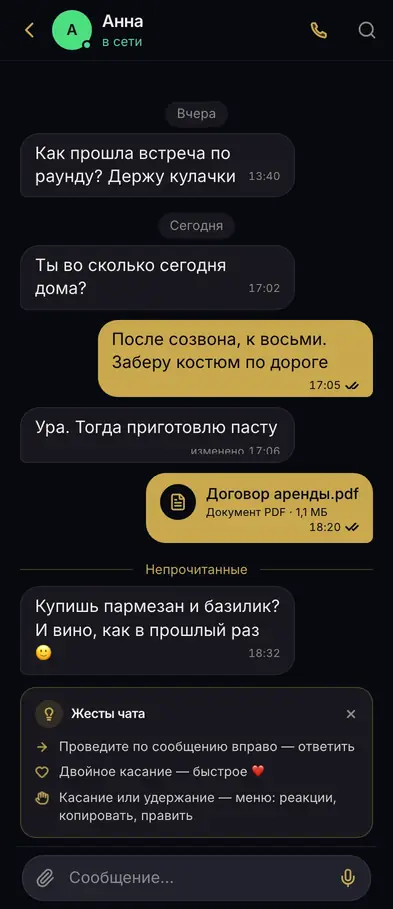 А
Анна
в сети
Вчера
Как прошла встреча по
раунду? Держу кулачки 13:40
Сегодня
Ты во сколько сегодня
дома? 17:02
После созвона, к восьми.
Заберу костюм по дороге
17:05
Ура. Тогда приготовлю пасту
изменено 17:06
Договор аренды.pdf
Документ PDF · 1,1 МБ
18:20
Непрочитанные
Купишь пармезан и базилик?
И вино, как в прошлый раз
🙂 18:32
Жесты чата
Проведите по сообщению вправо — ответить
Двойное касание — быстрое ❤️
Касание или удержание — меню: реакции,
копировать, править
Сообщение...